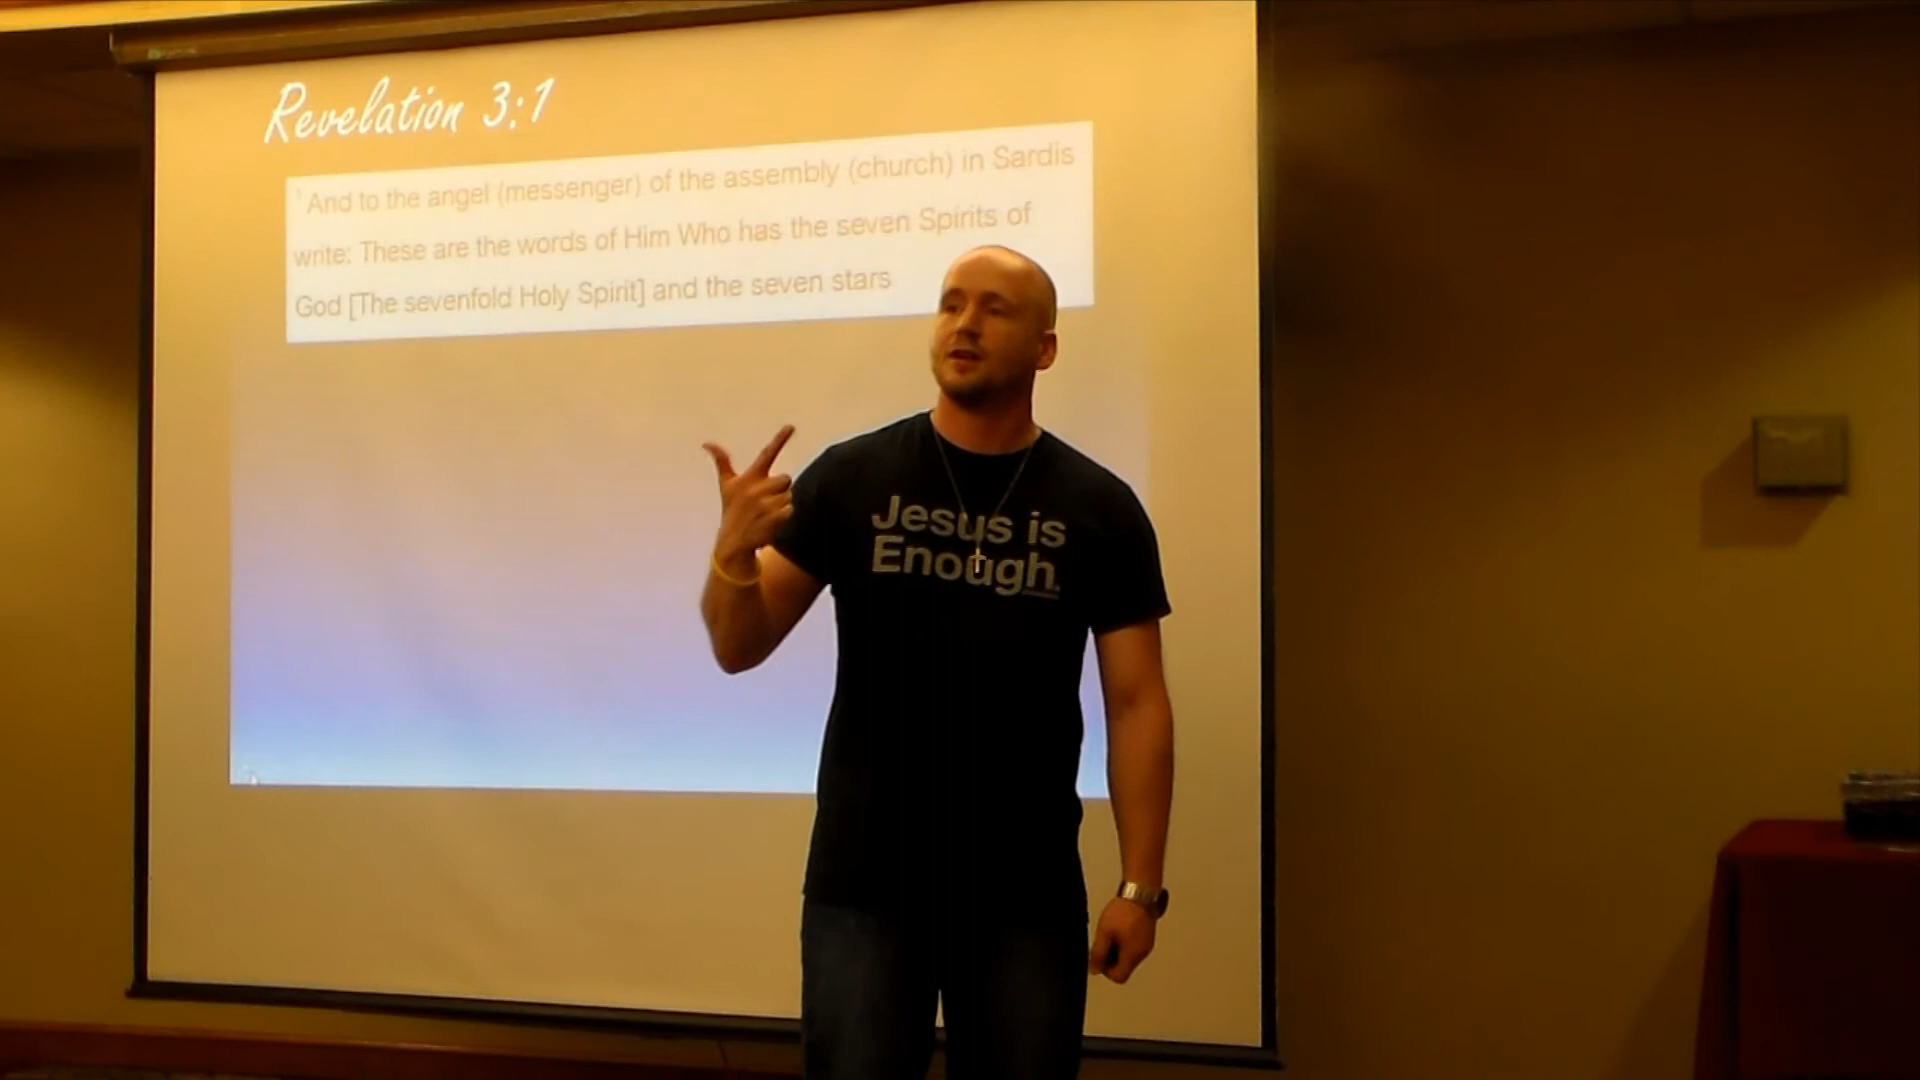 Revelation 3:1
1 And to the angel (messenger) of the assembly (church) in Sardis
write: These are the words of Him Who has the seven Spirits of
God [The sevenfold Holy Spirit] and the seven stars
Jesus is
Enough.